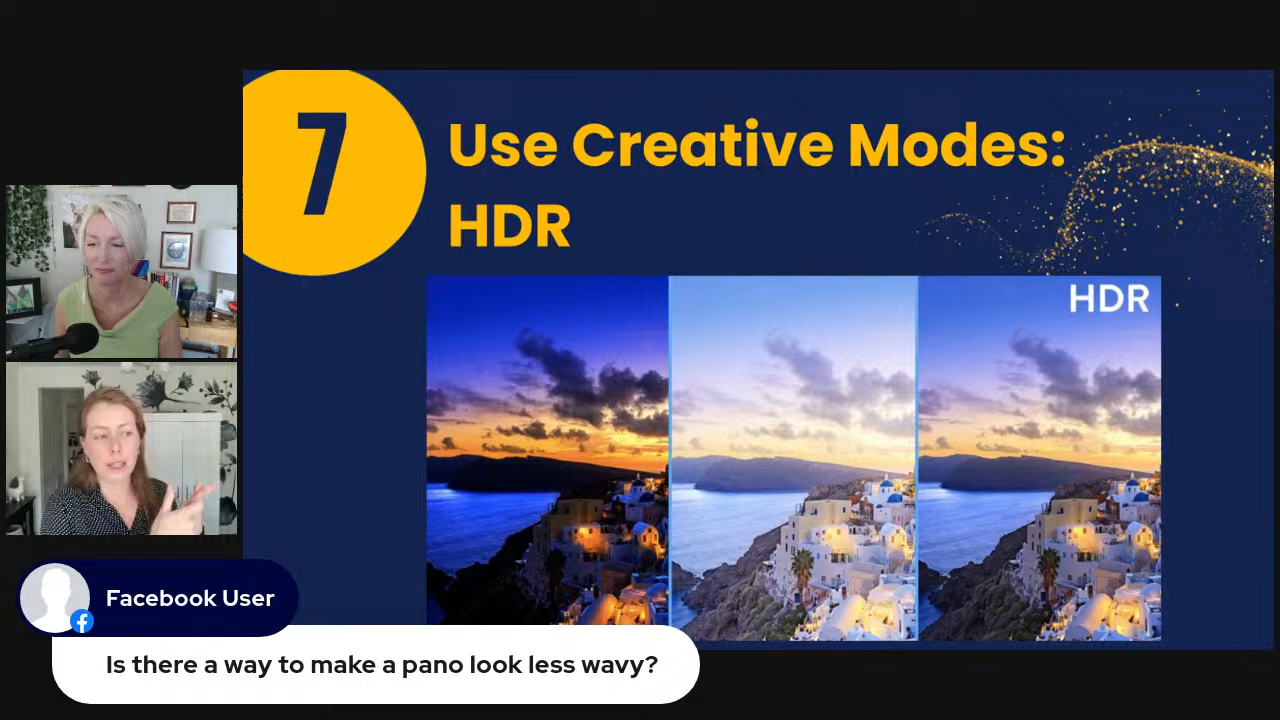 7
Use Creative Modes:
HDR
HDR
Facebook User
Is there a way to make a pano look less wavy?